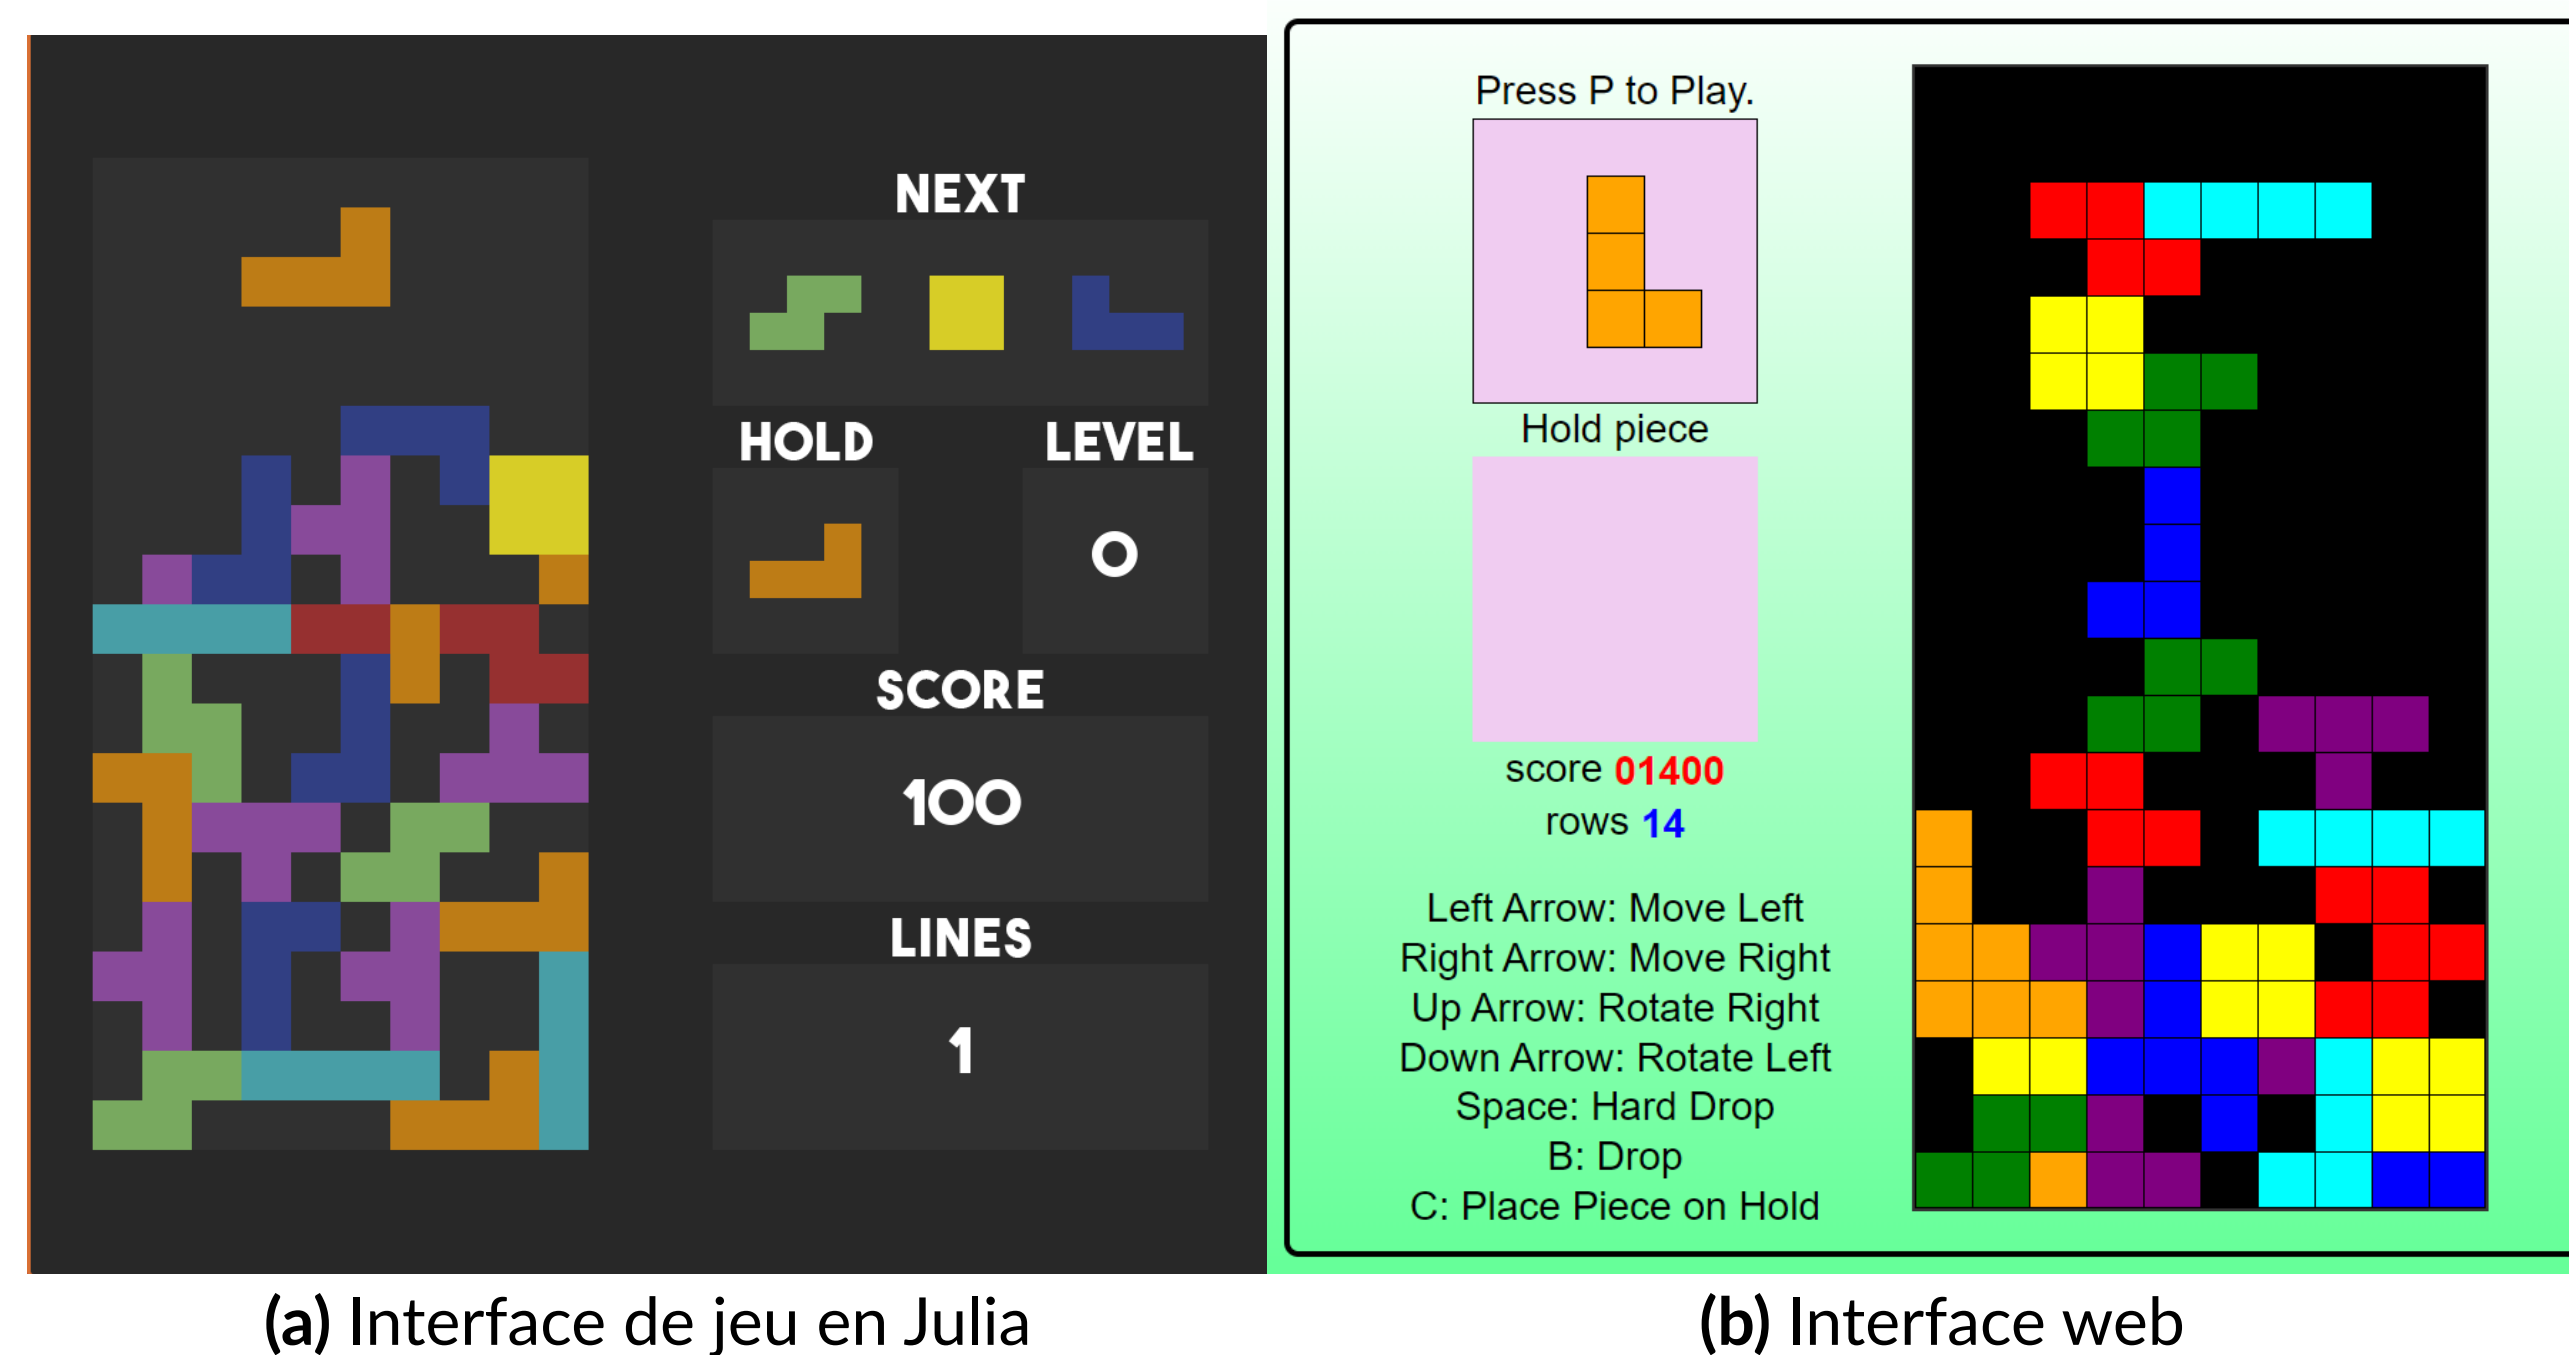 NEXT
HOLD
LEVEL
0
SCORE
100
LINES
1
Press P to Play.
Hold piece
score 01400
rows 14
Left Arrow: Move Left
Right Arrow: Move Right
Up Arrow: Rotate Right
Down Arrow: Rotate Left
Space: Hard Drop
B: Drop
C: Place Piece on Hold
(a) Interface de jeu en Julia
(b) Interface web